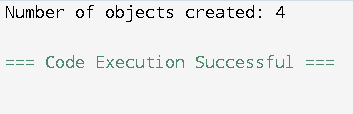 Number of objects created: 4
=== Code Execution Successful ===